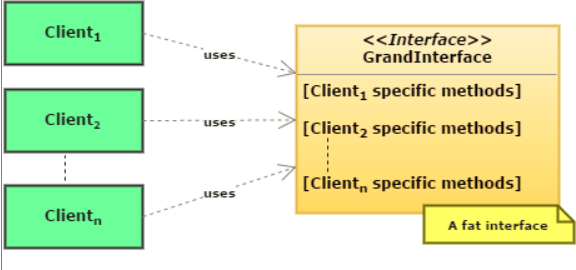 Client₁
uses
<<Interface>>
GrandInterface
[Client₁ specific methods]
Client₂
uses
[Client₂ specific methods]
Clientₙ
uses
[Clientₙ specific methods]
A fat interface